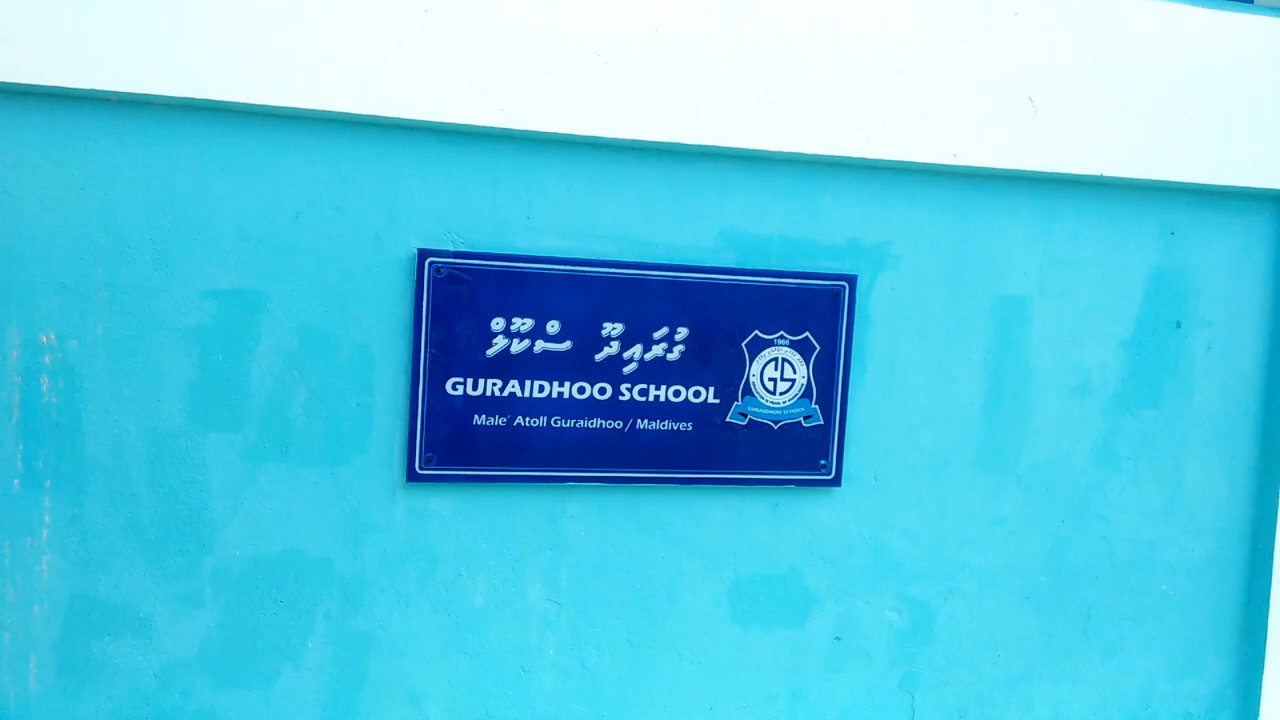 ގުރައިދޫ ސްކޫލް
GURAIDHOO SCHOOL
Male' Atoll Guraidhoo / Maldives
1966
GS
GURAIDHOO SCHOOL